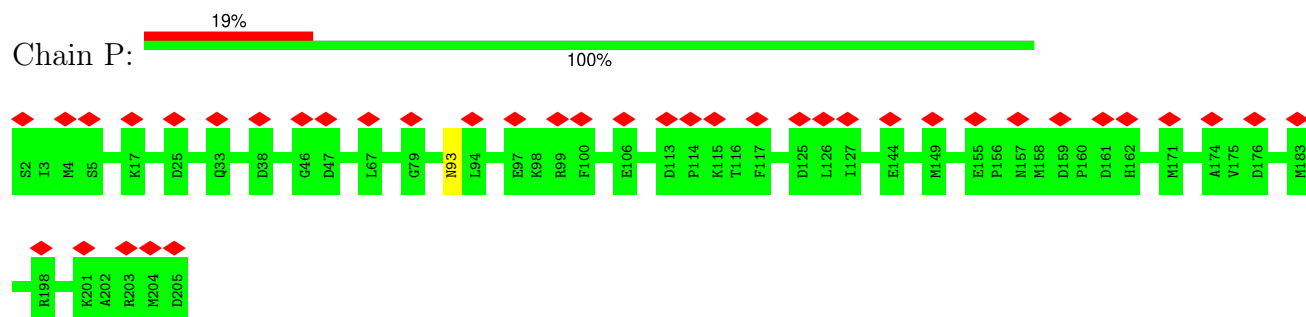 19%
Chain P:
100%
S2 I3 M4 S5 K17 D25 Q33 D38 G46 D47 L67 G79 N93 L94 E97 K98 R99 F100 E106 D113 P114 K115 T116 F117 D125 L126 I127 E144 M149 E155 P156 N157 M158 D159 P160 D161 H162 M171 A174 V175 D176 M183
R198 K201 A202 R203 M204 D205